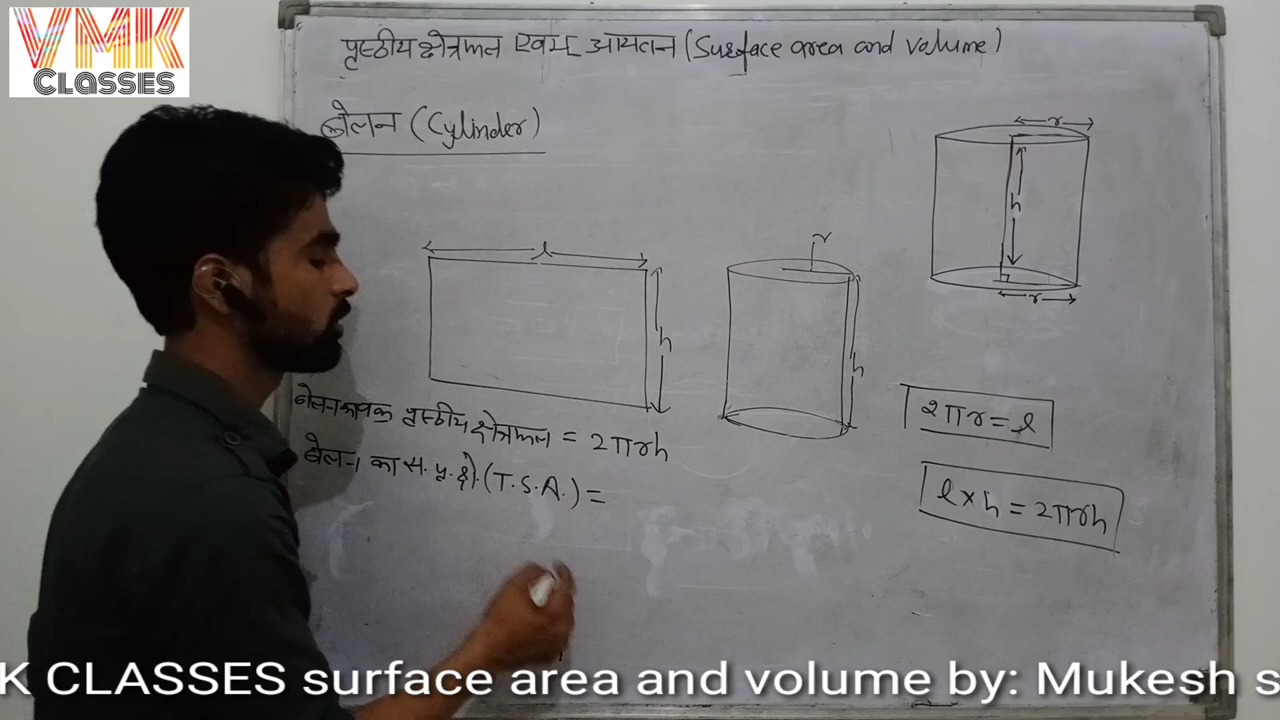 VMK
CLASSES
पृष्ठीय क्षेत्रफल एवम् आयतन (Surface area and volume)
बेलन (Cylinder)
l
h
r
h
r
h
r
बेलन का वक्र पृष्ठीय क्षेत्रफल = 2πrh
बेलन का स. पृ. क्षे. (T.S.A.) =
2πr = l
l × h = 2πrh
K CLASSES surface area and volume by: Mukesh s